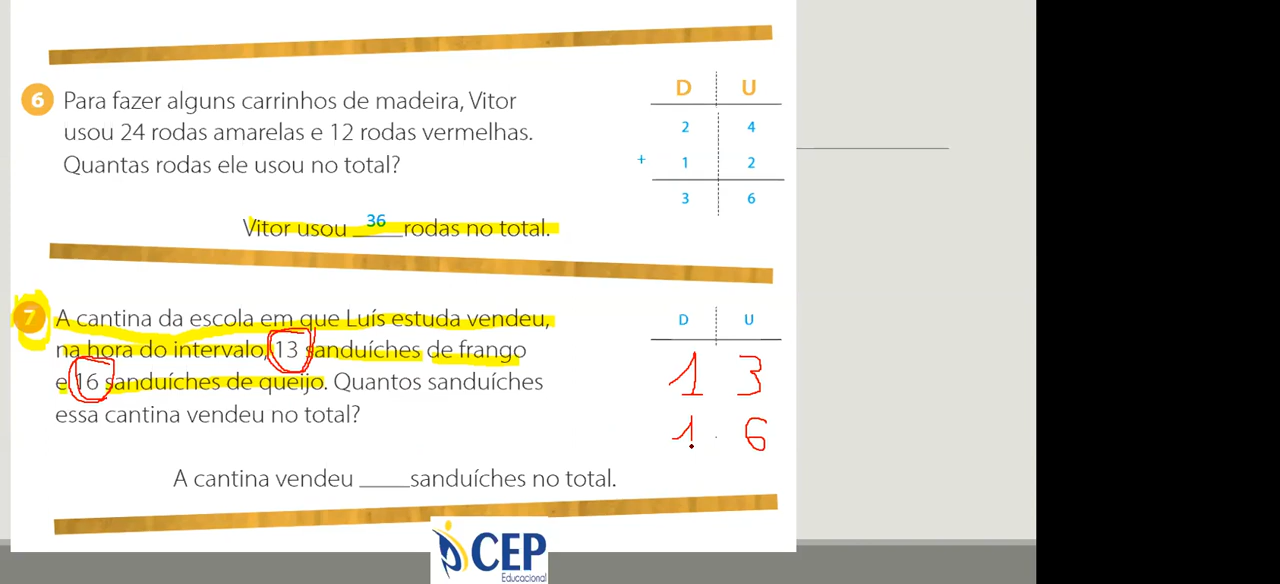 6 Para fazer alguns carrinhos de madeira, Vitor
usou 24 rodas amarelas e 12 rodas vermelhas.
Quantas rodas ele usou no total?
D U
2 4
+ 1 2
3 6
Vitor usou 36 rodas no total.
7 A cantina da escola em que Luís estuda vendeu,
na hora do intervalo, 13 sanduíches de frango
e 16 sanduíches de queijo. Quantos sanduíches
essa cantina vendeu no total?
D U
1 3
1 6
A cantina vendeu ____ sanduíches no total.
CEP
Educacional